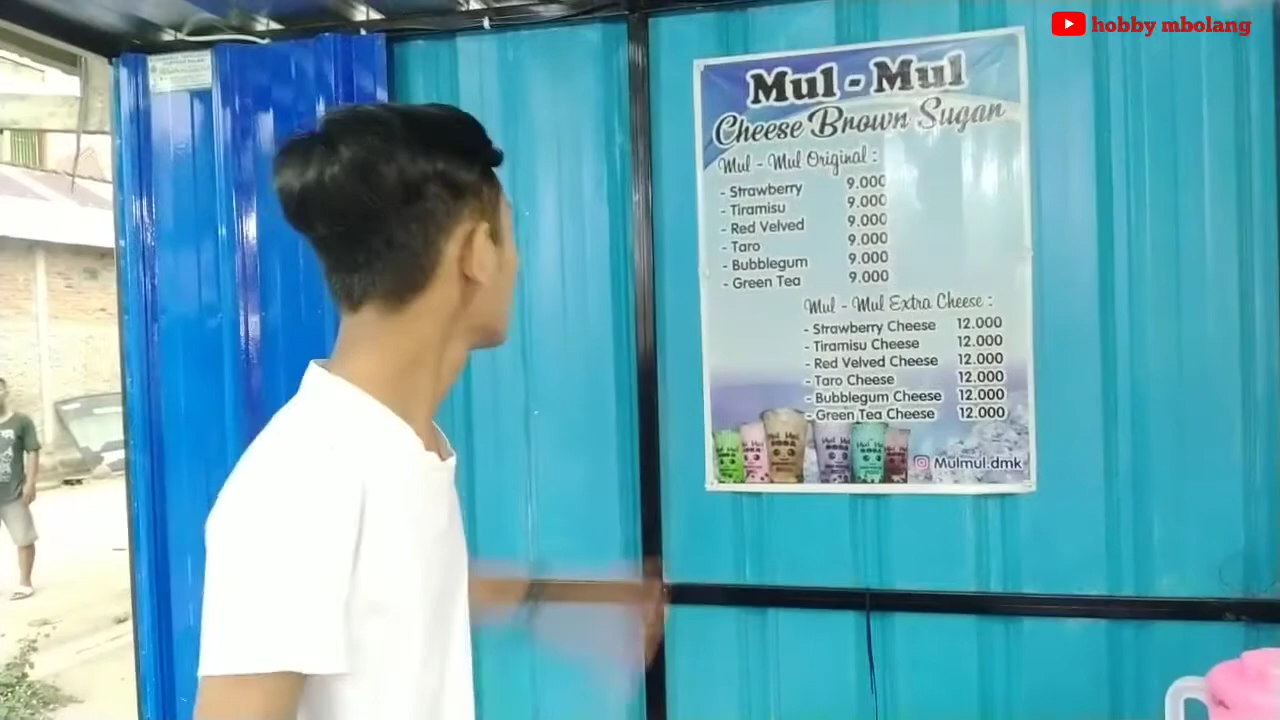 hobby mbolang
Mul - Mul
Cheese Brown Sugar
Mul - Mul Original :
- Strawberry 9.000
- Tiramisu 9.000
- Red Velved 9.000
- Taro 9.000
- Bubblegum 9.000
- Green Tea 9.000
Mul - Mul Extra Cheese :
- Strawberry Cheese 12.000
- Tiramisu Cheese 12.000
- Red Velved Cheese 12.000
- Taro Cheese 12.000
- Bubblegum Cheese 12.000
- Green Tea Cheese 12.000
Mulmul.dmk